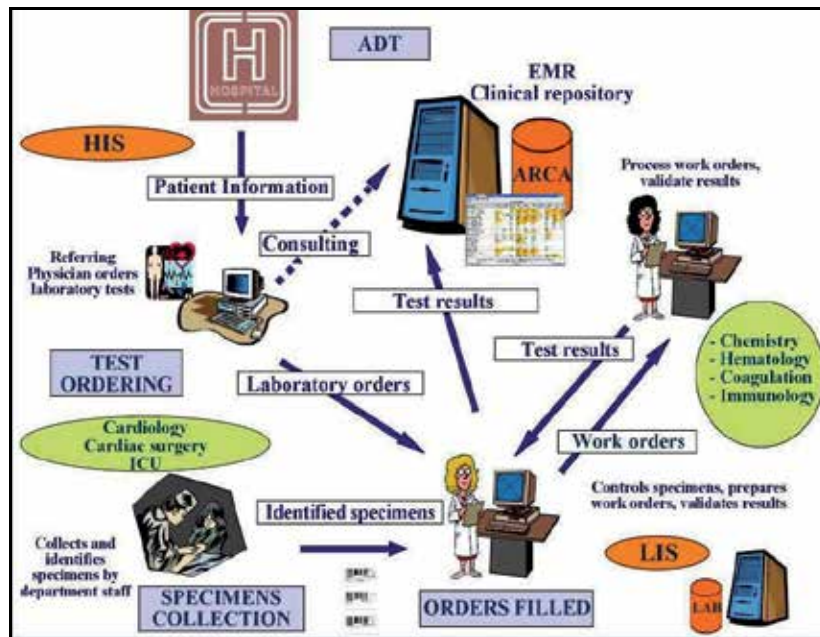 H
HOSPITAL
ADT
EMR
Clinical repository
HIS
ARCA
Process work orders,
validate results
Patient Information
Consulting
Referring
Physician orders
laboratory tests
Test results
Test results
- Chemistry
- Hematology
- Coagulation
- Immunology
TEST
ORDERING
Laboratory orders
Work orders
Cardiology
Cardiac surgery
ICU
Identified specimens
Controls specimens, prepares
work orders, validates results
Collects and
identifies
specimens by
department staff
LIS
SPECIMENS
COLLECTION
ORDERS FILLED
LAB